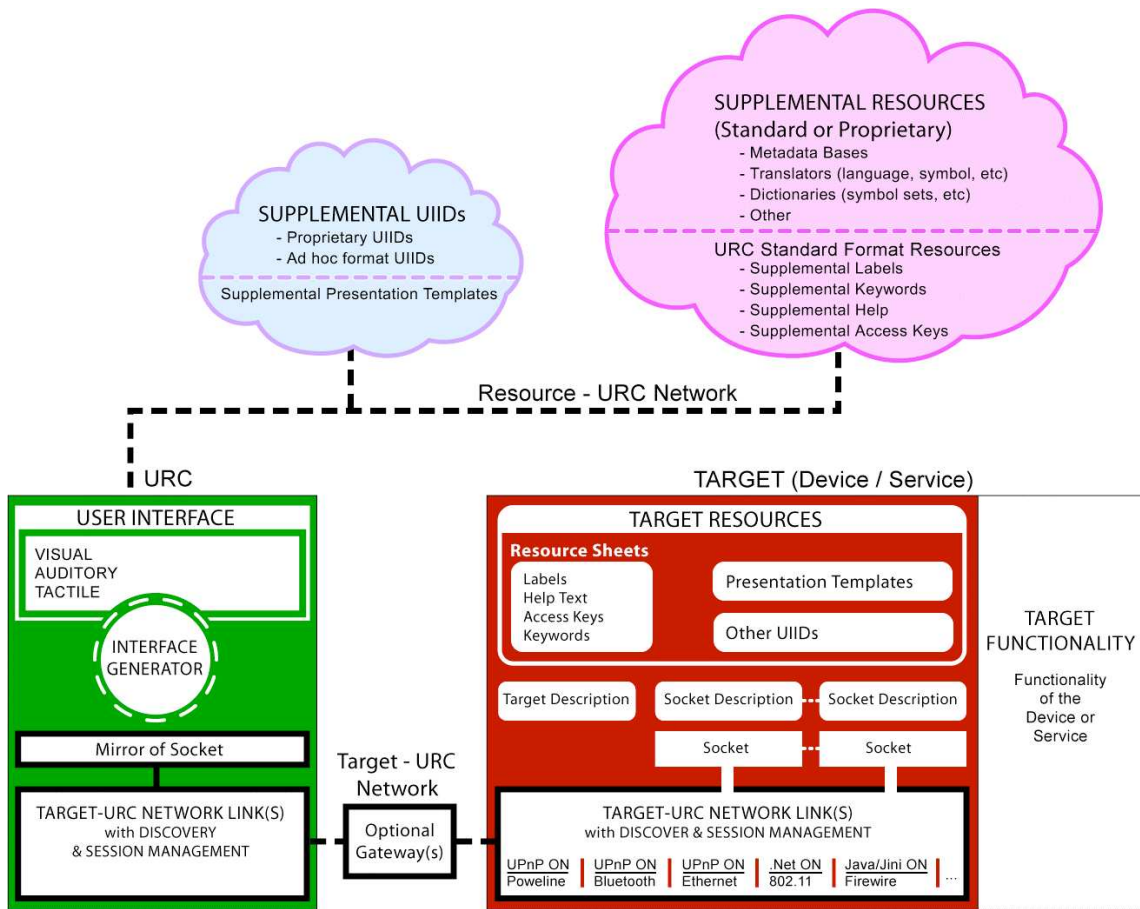 SUPPLEMENTAL RESOURCES
(Standard or Proprietary)
- Metadata Bases
- Translators (language, symbol, etc)
- Dictionaries (symbol sets, etc)
- Other
URC Standard Format Resources
- Supplemental Labels
- Supplemental Keywords
- Supplemental Help
- Supplemental Access Keys
SUPPLEMENTAL UIIDs
- Proprietary UIIDs
- Ad hoc format UIIDs
Supplemental Presentation Templates
Resource - URC Network
URC
USER INTERFACE
VISUAL
AUDITORY
TACTILE
INTERFACE
GENERATOR
Mirror of Socket
TARGET-URC NETWORK LINK(S)
with DISCOVERY
& SESSION MANAGEMENT
Target - URC
Network
Optional
Gateway(s)
TARGET (Device / Service)
TARGET RESOURCES
Resource Sheets
Labels
Help Text
Access Keys
Keywords
Presentation Templates
Other UIIDs
Target Description
Socket Description
Socket Description
Socket
Socket
TARGET-URC NETWORK LINK(S)
with DISCOVER & SESSION MANAGEMENT
UPnP ON
Poweline
UPnP ON
Bluetooth
UPnP ON
Ethernet
.Net ON
802.11
Java/Jini ON
Firewire
...
TARGET
FUNCTIONALITY
Functionality
of the
Device or
Service